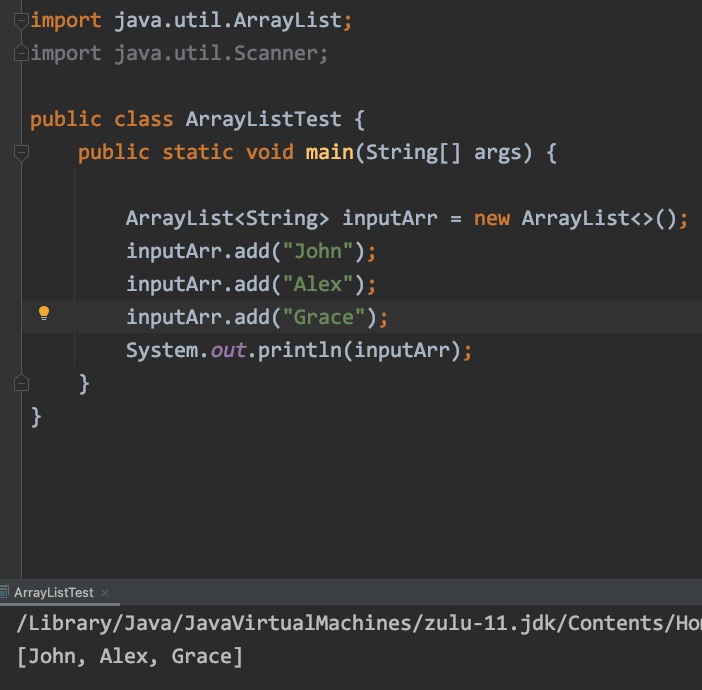 import java.util.ArrayList;
import java.util.Scanner;
public class ArrayListTest {
    public static void main(String[] args) {
        ArrayList<String> inputArr = new ArrayList<>();
        inputArr.add("John");
        inputArr.add("Alex");
        inputArr.add("Grace");
        System.out.println(inputArr);
    }
}
ArrayListTest ×
/Library/Java/JavaVirtualMachines/zulu-11.jdk/Contents/Ho
[John, Alex, Grace]